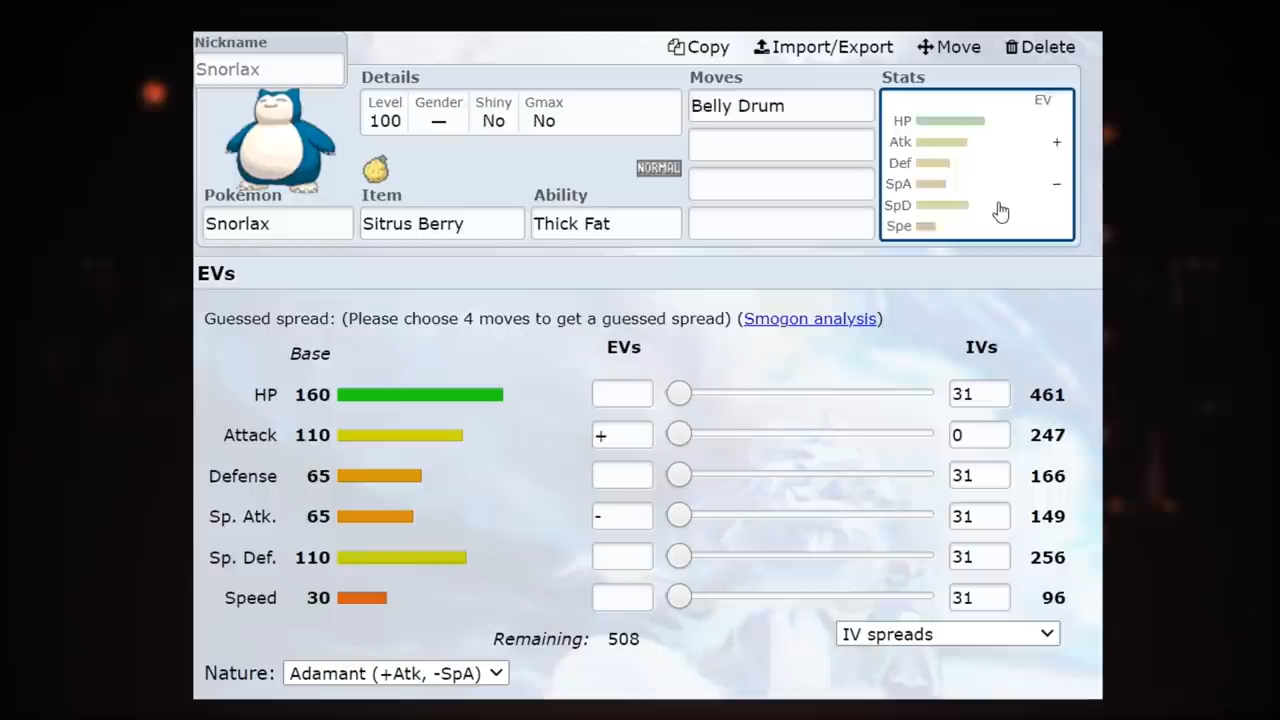 Nickname
Snorlax
Copy Import/Export Move Delete
Details
Level Gender Shiny Gmax
100 — No No
NORMAL
Pokémon Item Ability
Snorlax Sitrus Berry Thick Fat
Moves
Belly Drum
Stats
EV
HP
Atk +
Def
SpA −
SpD
Spe
EVs
Guessed spread: (Please choose 4 moves to get a guessed spread) (Smogon analysis)
Base EVs IVs
HP 160 31 461
Attack 110 + 0 247
Defense 65 31 166
Sp. Atk. 65 - 31 149
Sp. Def. 110 31 256
Speed 30 31 96
Remaining: 508 IV spreads
Nature: Adamant (+Atk, -SpA)